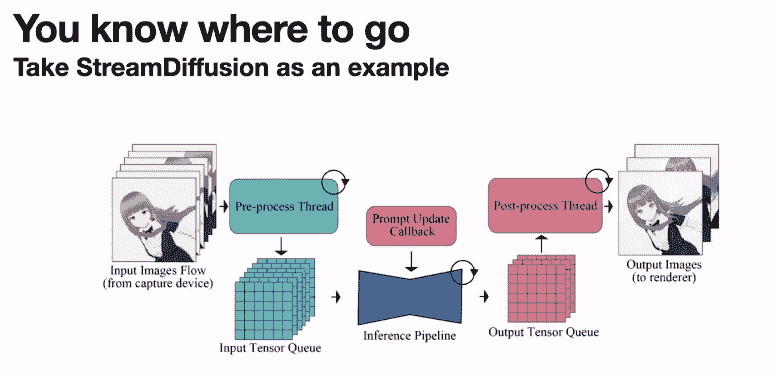 You know where to go
Take StreamDiffusion as an example
Pre-process Thread
Prompt Update
Callback
Post-process Thread
Input Images Flow
(from capture device)
Input Tensor Queue
Inference Pipeline
Output Tensor Queue
Output Images
(to renderer)